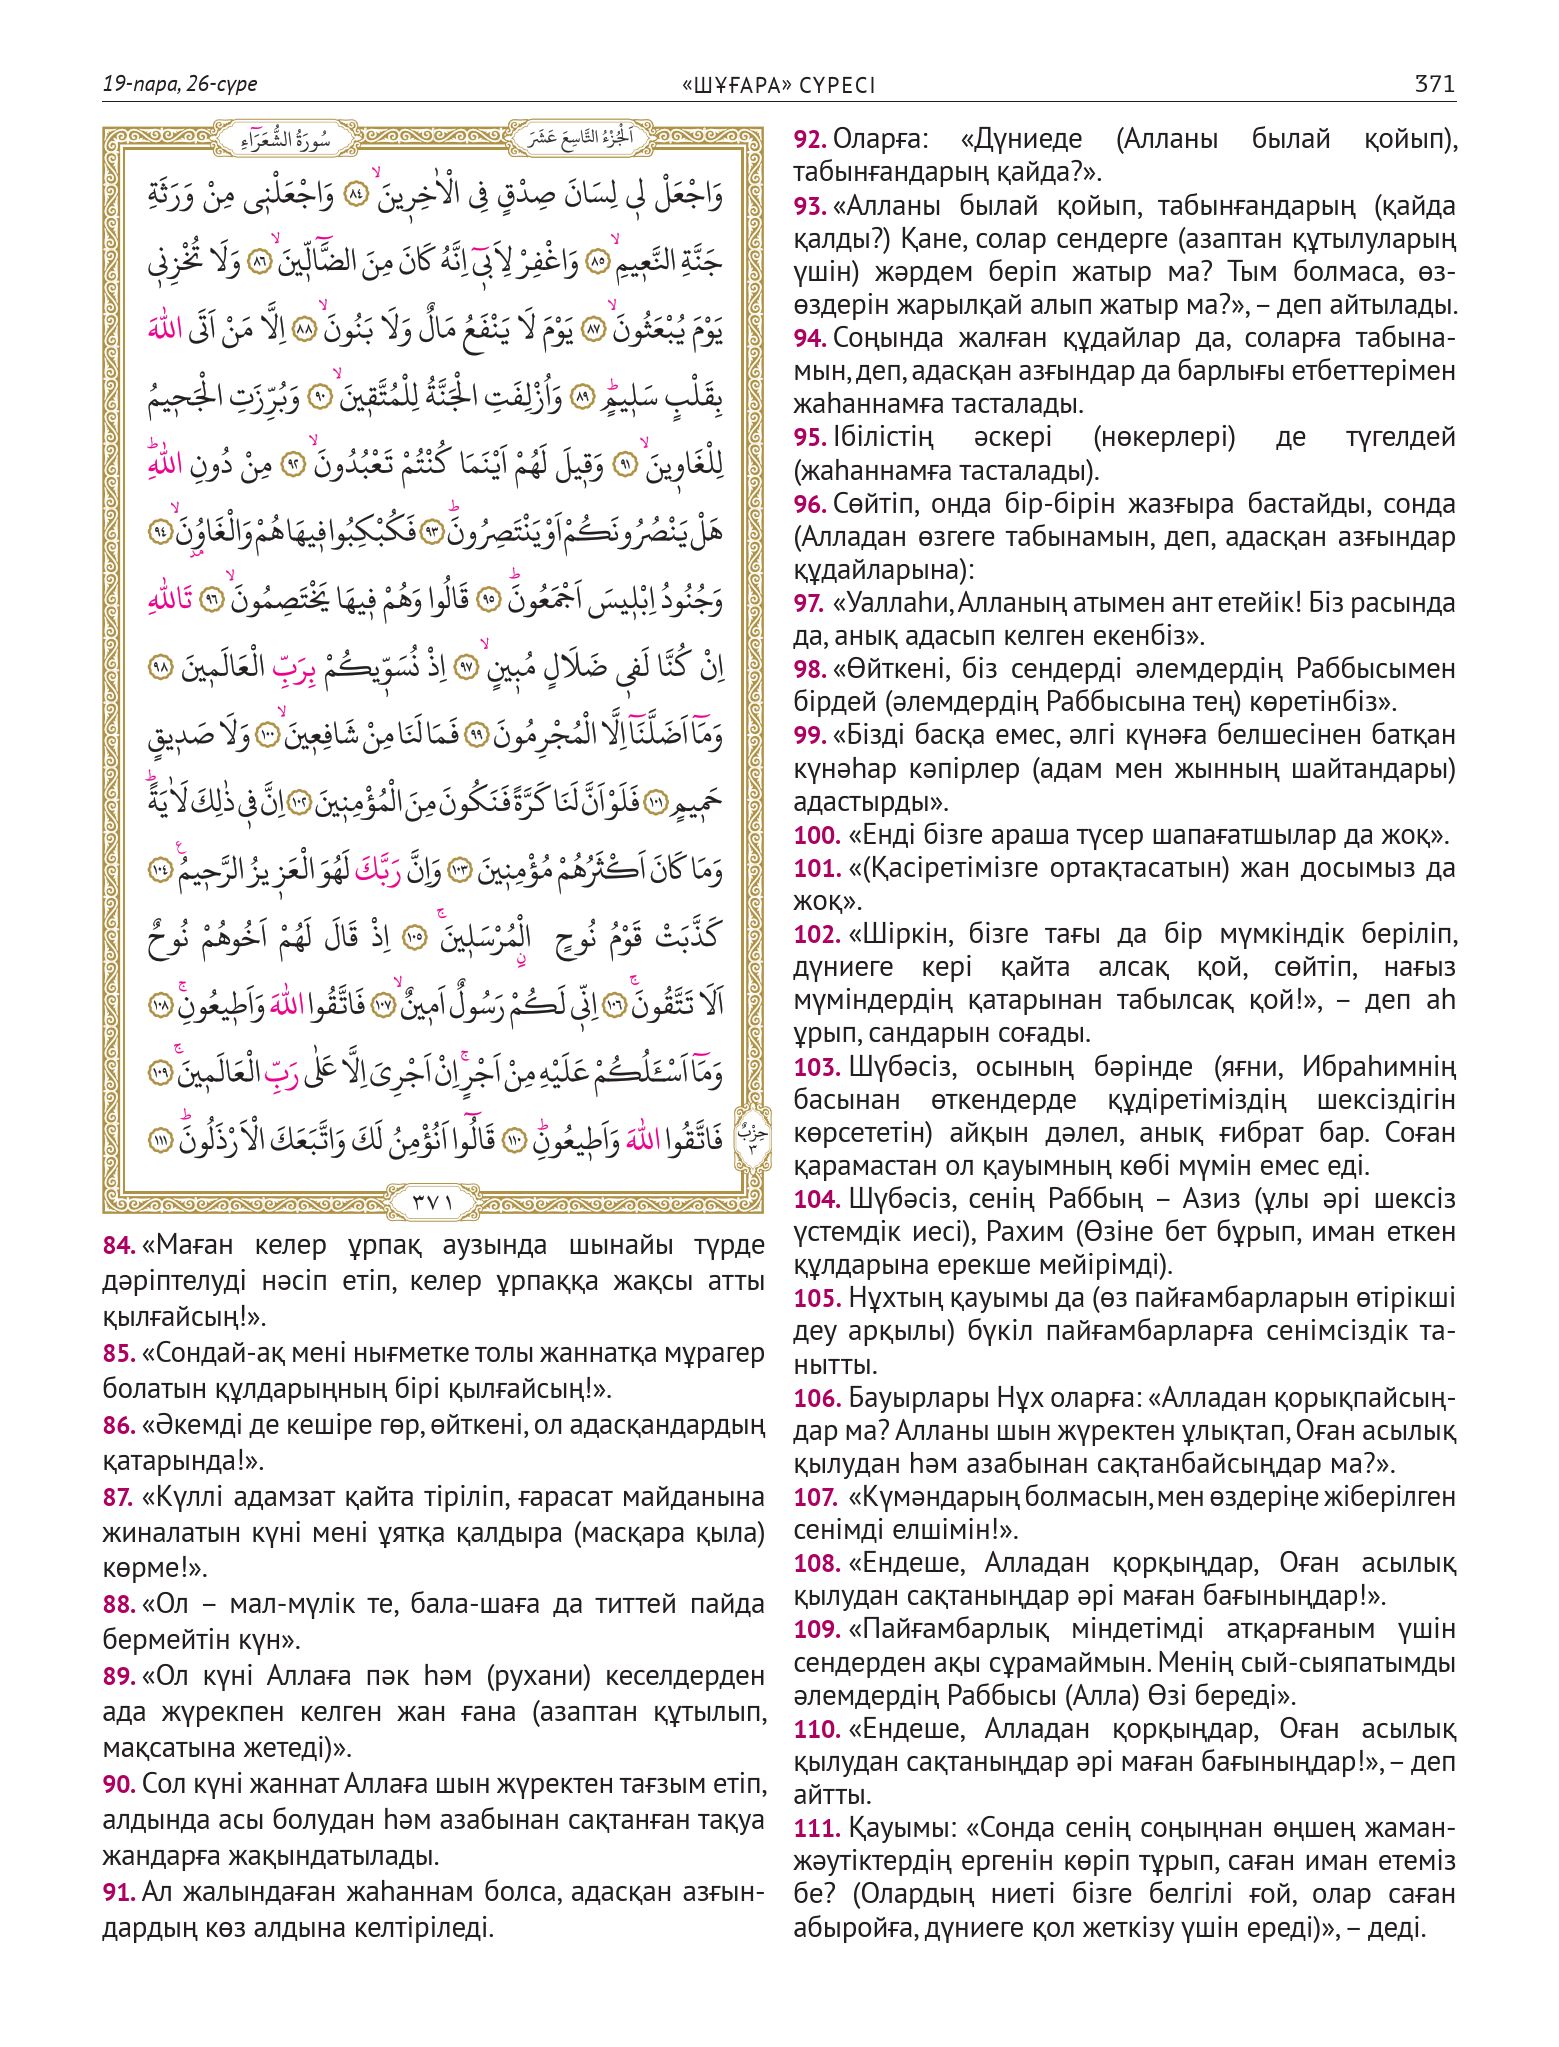 19-пара, 26-сүре
«ШҰҒАРА» СҮРЕСІ
371
سُورَةُ الشُّعَرَٓاءِ
اَلْجُزْءُ التَّاسِعَ عَشَرَ
وَاجْعَلْ ل۪ي لِسَانَ صِدْقٍ فِي الْاٰخِر۪ينَۙ ﴿٨٤﴾ وَاجْعَلْن۪ي مِنْ وَرَثَةِ
جَنَّةِ النَّع۪يمِۙ ﴿٨٥﴾ وَاغْفِرْ لِاَب۪ٓي اِنَّهُ كَانَ مِنَ الضَّٓالّ۪ينَۙ ﴿٨٦﴾ وَلَا تُخْزِن۪ي
يَوْمَ يُبْعَثُونَۙ ﴿٨٧﴾ يَوْمَ لَا يَنْفَعُ مَالٌ وَلَا بَنُونَۙ ﴿٨٨﴾ اِلَّا مَنْ اَتَى اللّٰهَ
بِقَلْبٍ سَل۪يمٍۜ ﴿٨٩﴾ وَاُزْلِفَتِ الْجَنَّةُ لِلْمُتَّق۪ينَۙ ﴿٩٠﴾ وَبُرِّزَتِ الْجَح۪يمُ
لِلْغَاو۪ينَۙ ﴿٩١﴾ وَق۪يلَ لَهُمْ اَيْنَمَا كُنْتُمْ تَعْبُدُونَۙ ﴿٩٢﴾ مِنْ دُونِ اللّٰهِۜ
هَلْ يَنْصُرُونَكُمْ اَوْ يَنْتَصِرُونَۜ ﴿٩٣﴾ فَكُبْكِبُوا ف۪يهَا هُمْ وَالْغَاوُ۫نَۙ ﴿٩٤﴾
وَجُنُودُ اِبْل۪يسَ اَجْمَعُونَۜ ﴿٩٥﴾ قَالُوا وَهُمْ ف۪يهَا يَخْتَصِمُونَۙ ﴿٩٦﴾ تَاللّٰهِ
اِنْ كُنَّا لَف۪ي ضَلَالٍ مُب۪ينٍۙ ﴿٩٧﴾ اِذْ نُسَوّ۪يكُمْ بِرَبِّ الْعَالَم۪ينَ ﴿٩٨﴾
وَمَٓا اَضَلَّنَٓا اِلَّا الْمُجْرِمُونَ ﴿٩٩﴾ فَمَا لَنَا مِنْ شَافِع۪ينَۙ ﴿١٠٠﴾ وَلَا صَد۪يقٍ
حَم۪يمٍ ﴿١٠١﴾ فَلَوْ اَنَّ لَنَا كَرَّةً فَنَكُونَ مِنَ الْمُؤْمِن۪ينَ ﴿١٠٢﴾ اِنَّ ف۪ي ذٰلِكَ لَاٰيَةًۜ
وَمَا كَانَ اَكْثَرُهُمْ مُؤْمِن۪ينَ ﴿١٠٣﴾ وَاِنَّ رَبَّكَ لَهُوَ الْعَز۪يزُ الرَّح۪يمُ۟ ﴿١٠٤﴾
كَذَّبَتْ قَوْمُ نُوحٍ الْمُرْسَل۪ينَۚ ﴿١٠٥﴾ اِذْ قَالَ لَهُمْ اَخُوهُمْ نُوحٌ
اَلَا تَتَّقُونَۚ ﴿١٠٦﴾ اِنّ۪ي لَكُمْ رَسُولٌ اَم۪ينٌۙ ﴿١٠٧﴾ فَاتَّقُوا اللّٰهَ وَاَط۪يعُونِۚ ﴿١٠٨﴾
وَمَٓا اَسْـَٔلُكُمْ عَلَيْهِ مِنْ اَجْرٍۚ اِنْ اَجْرِيَ اِلَّا عَلٰى رَبِّ الْعَالَم۪ينَۚ ﴿١٠٩﴾
فَاتَّقُوا اللّٰهَ وَاَط۪يعُونِۜ ﴿١١٠﴾ قَالُٓوا اَنُؤْمِنُ لَكَ وَاتَّبَعَكَ الْاَرْذَلُونَۜ ﴿١١١﴾
حِزْبٌ
٣
٣٧١
84. «Маған келер ұрпақ аузында шынайы түрде
дәріптелуді нәсіп етіп, келер ұрпаққа жақсы атты
қылғайсың!».
85. «Сондай-ақ мені нығметке толы жаннатқа мұрагер
болатын құлдарыңның бірі қылғайсың!».
86. «Әкемді де кешіре гөр, өйткені, ол адасқандардың
қатарында!».
87. «Күллі адамзат қайта тіріліп, ғарасат майданына
жиналатын күні мені ұятқа қалдыра (масқара қыла)
көрме!».
88. «Ол – мал-мүлік те, бала-шаға да титтей пайда
бермейтін күн».
89. «Ол күні Аллаға пәк һәм (рухани) кеселдерден
ада жүрекпен келген жан ғана (азаптан құтылып,
мақсатына жетеді)».
90. Сол күні жаннат Аллаға шын жүректен тағзым етіп,
алдында асы болудан һәм азабынан сақтанған тақуа
жандарға жақындатылады.
91. Ал жалындаған жаһаннам болса, адасқан азғын-
дардың көз алдына келтіріледі.
92. Оларға: «Дүниеде (Алланы былай қойып),
табынғандарың қайда?».
93. «Алланы былай қойып, табынғандарың (қайда
қалды?) Қане, солар сендерге (азаптан құтылуларың
үшін) жәрдем беріп жатыр ма? Тым болмаса, өз-
өздерін жарылқай алып жатыр ма?», – деп айтылады.
94. Соңында жалған құдайлар да, соларға табына-
мын, деп, адасқан азғындар да барлығы етбеттерімен
жаһаннамға тасталады.
95. Ібілістің әскері (нөкерлері) де түгелдей
(жаһаннамға тасталады).
96. Сөйтіп, онда бір-бірін жазғыра бастайды, сонда
(Алладан өзгеге табынамын, деп, адасқан азғындар
құдайларына):
97. «Уаллаһи, Алланың атымен ант етейік! Біз расында
да, анық адасып келген екенбіз».
98. «Өйткені, біз сендерді әлемдердің Раббысымен
бірдей (әлемдердің Раббысына тең) көретінбіз».
99. «Бізді басқа емес, әлгі күнәға белшесінен батқан
күнәһар кәпірлер (адам мен жынның шайтандары)
адастырды».
100. «Енді бізге араша түсер шапағатшылар да жоқ».
101. «(Қасіретімізге ортақтасатын) жан досымыз да
жоқ».
102. «Шіркін, бізге тағы да бір мүмкіндік беріліп,
дүниеге кері қайта алсақ қой, сөйтіп, нағыз
мүміндердің қатарынан табылсақ қой!», – деп аһ
ұрып, сандарын соғады.
103. Шүбәсіз, осының бәрінде (яғни, Ибраһимнің
басынан өткендерде құдіретіміздің шексіздігін
көрсететін) айқын дәлел, анық ғибрат бар. Соған
қарамастан ол қауымның көбі мүмін емес еді.
104. Шүбәсіз, сенің Раббың – Азиз (ұлы әрі шексіз
үстемдік иесі), Рахим (Өзіне бет бұрып, иман еткен
құлдарына ерекше мейірімді).
105. Нұхтың қауымы да (өз пайғамбарларын өтірікші
деу арқылы) бүкіл пайғамбарларға сенімсіздік та-
нытты.
106. Бауырлары Нұх оларға: «Алладан қорықпайсың-
дар ма? Алланы шын жүректен ұлықтап, Оған асылық
қылудан һәм азабынан сақтанбайсыңдар ма?».
107. «Күмәндарың болмасын, мен өздеріңе жіберілген
сенімді елшімін!».
108. «Ендеше, Алладан қорқыңдар, Оған асылық
қылудан сақтаныңдар әрі маған бағыныңдар!».
109. «Пайғамбарлық міндетімді атқарғаным үшін
сендерден ақы сұрамаймын. Менің сый-сыяпатымды
әлемдердің Раббысы (Алла) Өзі береді».
110. «Ендеше, Алладан қорқыңдар, Оған асылық
қылудан сақтаныңдар әрі маған бағыныңдар!», – деп
айтты.
111. Қауымы: «Сонда сенің соңыңнан өңшең жаман-
жәутіктердің ергенін көріп тұрып, саған иман етеміз
бе? (Олардың ниеті бізге белгілі ғой, олар саған
абыройға, дүниеге қол жеткізу үшін ереді)», – деді.